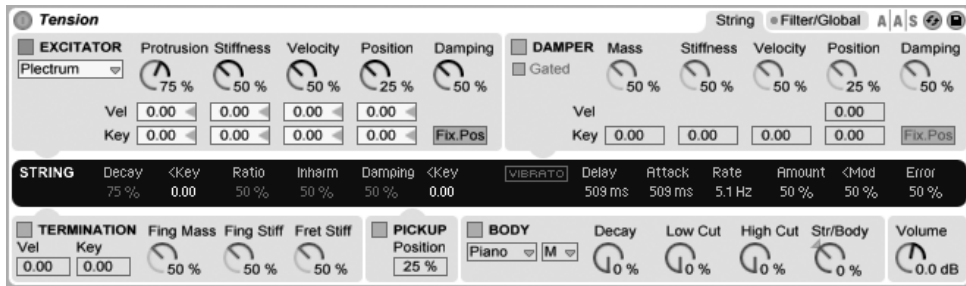 Tension String Filter/Global A A S
EXCITATOR Protrusion Stiffness Velocity Position Damping
Plectrum
75 % 50 % 50 % 25 % 50 %
Vel 0.00 0.00 0.00 0.00
Key 0.00 0.00 0.00 0.00 Fix.Pos
DAMPER Mass Stiffness Velocity Position Damping
Gated
50 % 50 % 50 % 25 % 50 %
Vel 0.00
Key 0.00 0.00 0.00 0.00 Fix.Pos
STRING Decay <Key Ratio Inharm Damping <Key VIBRATO Delay Attack Rate Amount <Mod Error
75 % 0.00 50 % 50 % 50 % 0.00 509 ms 509 ms 5.1 Hz 50 % 50 % 50 %
TERMINATION Fing Mass Fing Stiff Fret Stiff
Vel Key
0.00 0.00 50 % 50 % 50 %
PICKUP
Position
25 %
BODY Decay Low Cut High Cut Str/Body
Piano M
0 % 0 % 0 % 0 %
Volume
0.0 dB